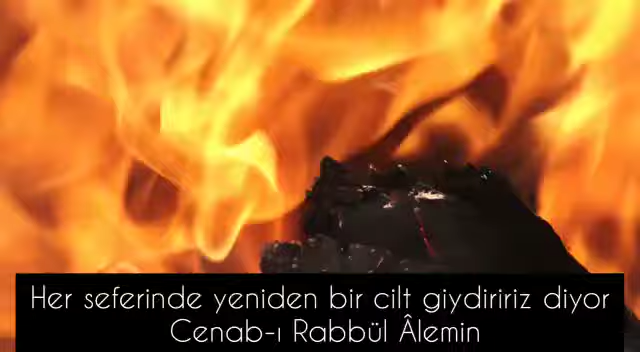 Her seferinde yeniden bir cilt giydiririz diyor
Cenab-ı Rabbül Âlemin